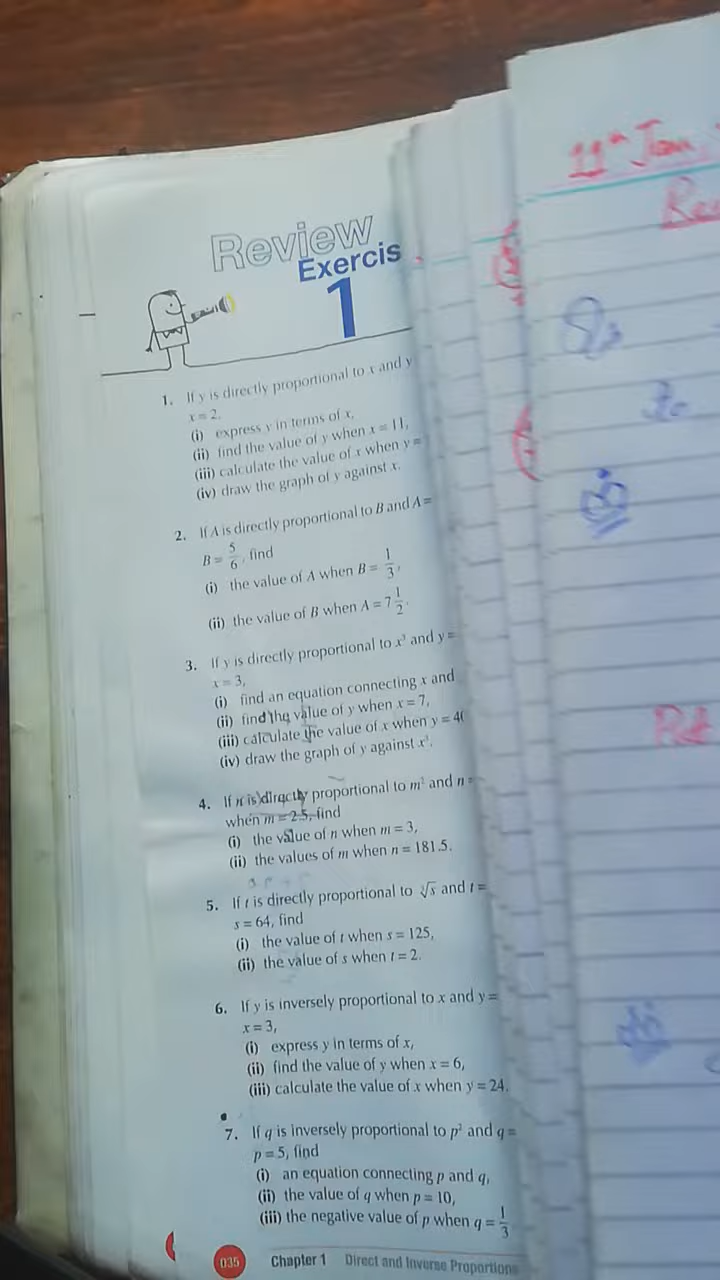 Review
Exercis
1
1. If y is directly proportional to x and y
x = 2,
(i) express y in terms of x,
(ii) find the value of y when x = 11,
(iii) calculate the value of x when y =
(iv) draw the graph of y against x.
2. If A is directly proportional to B and A =
B = 5/6, find
(i) the value of A when B = 1/3,
(ii) the value of B when A = 7 1/2.
3. If y is directly proportional to x³ and y =
x = 3,
(i) find an equation connecting x and
(ii) find the value of y when x = 7,
(iii) calculate the value of x when y = 4
(iv) draw the graph of y against x³.
4. If n is directly proportional to m² and n =
when m = 2.5, find
(i) the value of n when m = 3,
(ii) the values of m when n = 181.5.
5. If t is directly proportional to ∛s and t =
s = 64, find
(i) the value of t when s = 125,
(ii) the value of s when t = 2.
6. If y is inversely proportional to x and y =
x = 3,
(i) express y in terms of x,
(ii) find the value of y when x = 6,
(iii) calculate the value of x when y = 24.
7. If q is inversely proportional to p² and q =
p = 5, find
(i) an equation connecting p and q,
(ii) the value of q when p = 10,
(iii) the negative value of p when q = 1/3
035 Chapter 1 Direct and Inverse Proportions
11th Jan,